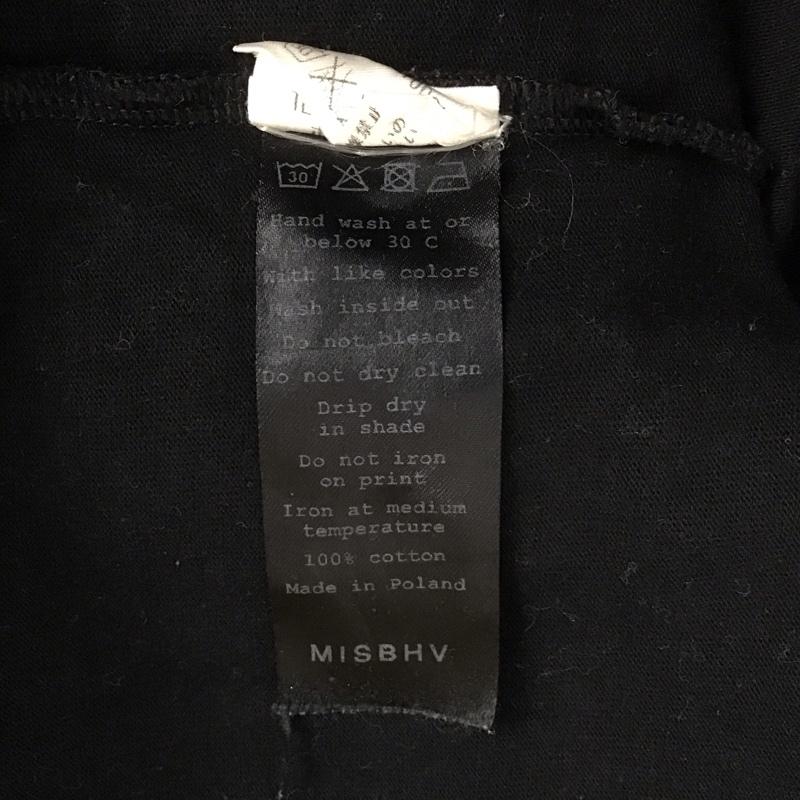 30
Hand wash at or
below 30 C
With like colors
Wash inside out
Do not bleach
Do not dry clean
Drip dry
in shade
Do not iron
on print
Iron at medium
temperature
100% cotton
Made in Poland
MISBHV